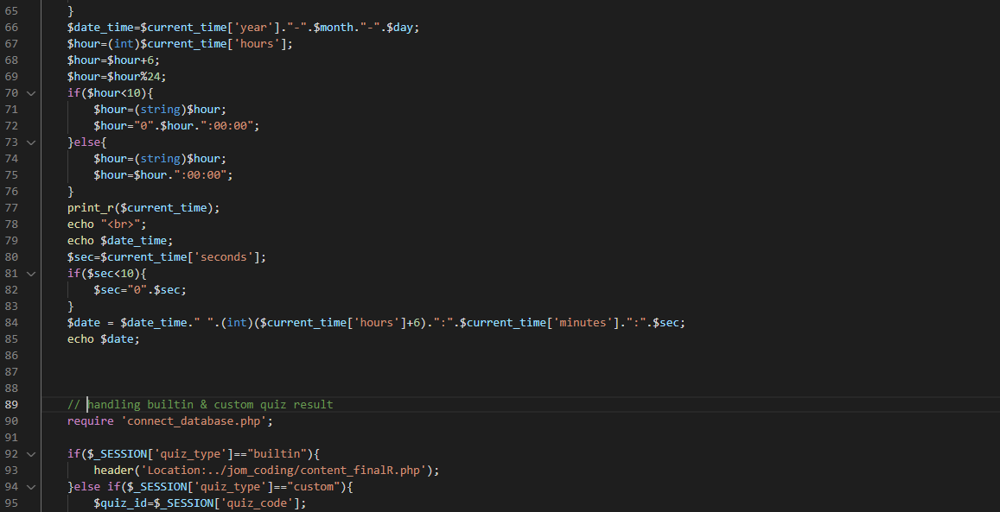 65 }
66 $date_time=$current_time['year']."-".$month."-".$day;
67 $hour=(int)$current_time['hours'];
68 $hour=$hour+6;
69 $hour=$hour%24;
70 if($hour<10){
71 $hour=(string)$hour;
72 $hour="0".$hour.":00:00";
73 }else{
74 $hour=(string)$hour;
75 $hour=$hour.":00:00";
76 }
77 print_r($current_time);
78 echo "<br>";
79 echo $date_time;
80 $sec=$current_time['seconds'];
81 if($sec<10){
82 $sec="0".$sec;
83 }
84 $date = $date_time." ".(int)($current_time['hours']+6).":".$current_time['minutes'].":".$sec;
85 echo $date;
86
87
88
89 // handling builtin & custom quiz result
90 require 'connect_database.php';
91
92 if($_SESSION['quiz_type']=="builtin"){
93 header('Location:../jom_coding/content_finalR.php');
94 }else if($_SESSION['quiz_type']=="custom"){
95 $quiz_id=$_SESSION['quiz_code'];